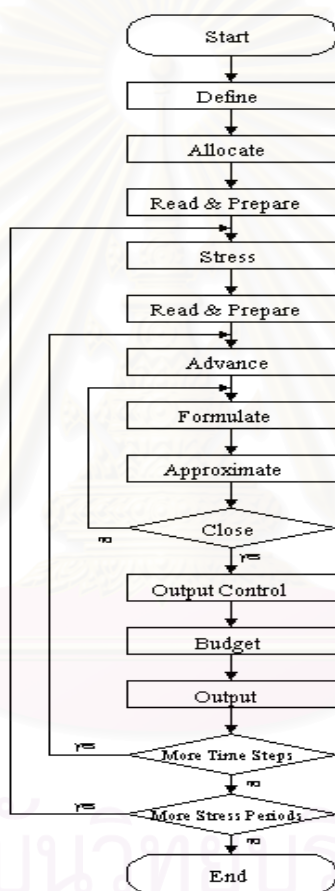 Start
Define
Allocate
Read & Prepare
Stress
Read & Prepare
Advance
Formulate
Approximate
Close
no
yes
Output Control
Budget
Output
yes
More Time Steps
no
yes
More Stress Periods
no
End